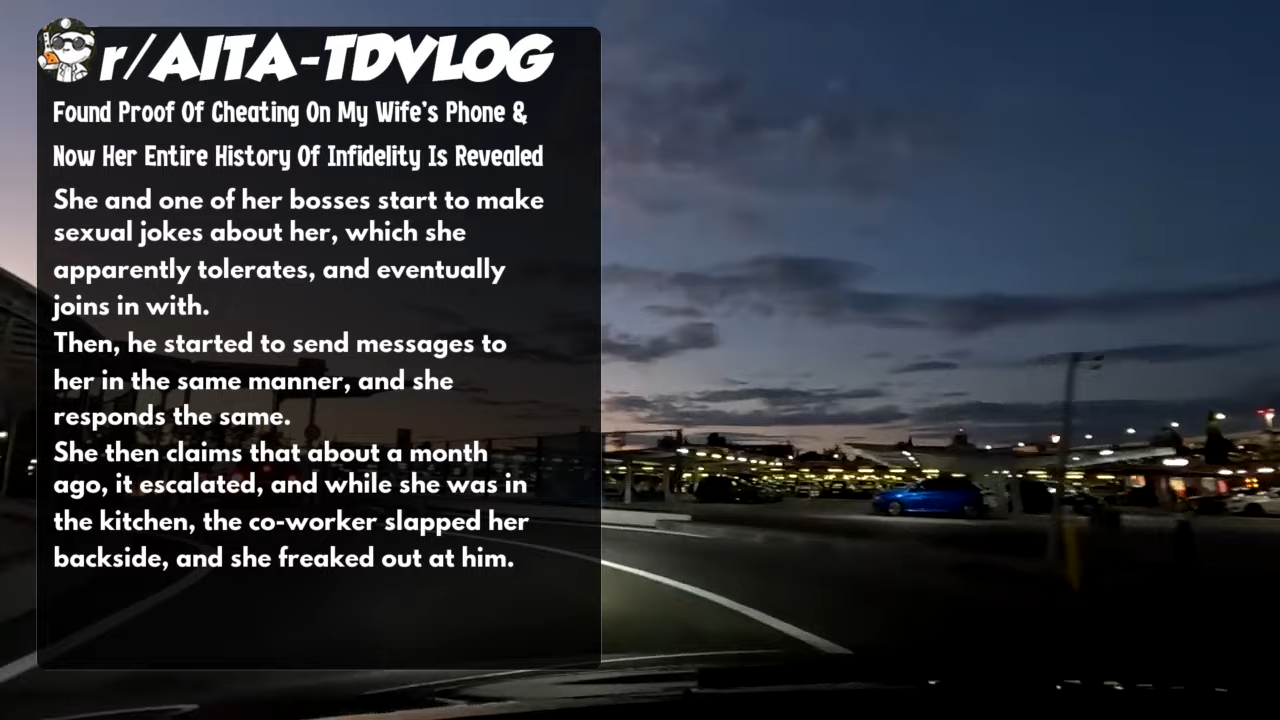 r/AITA-TDVLOG
Found Proof Of Cheating On My Wife's Phone &
Now Her Entire History Of Infidelity Is Revealed
She and one of her bosses start to make
sexual jokes about her, which she
apparently tolerates, and eventually
joins in with.
Then, he started to send messages to
her in the same manner, and she
responds the same.
She then claims that about a month
ago, it escalated, and while she was in
the kitchen, the co-worker slapped her
backside, and she freaked out at him.